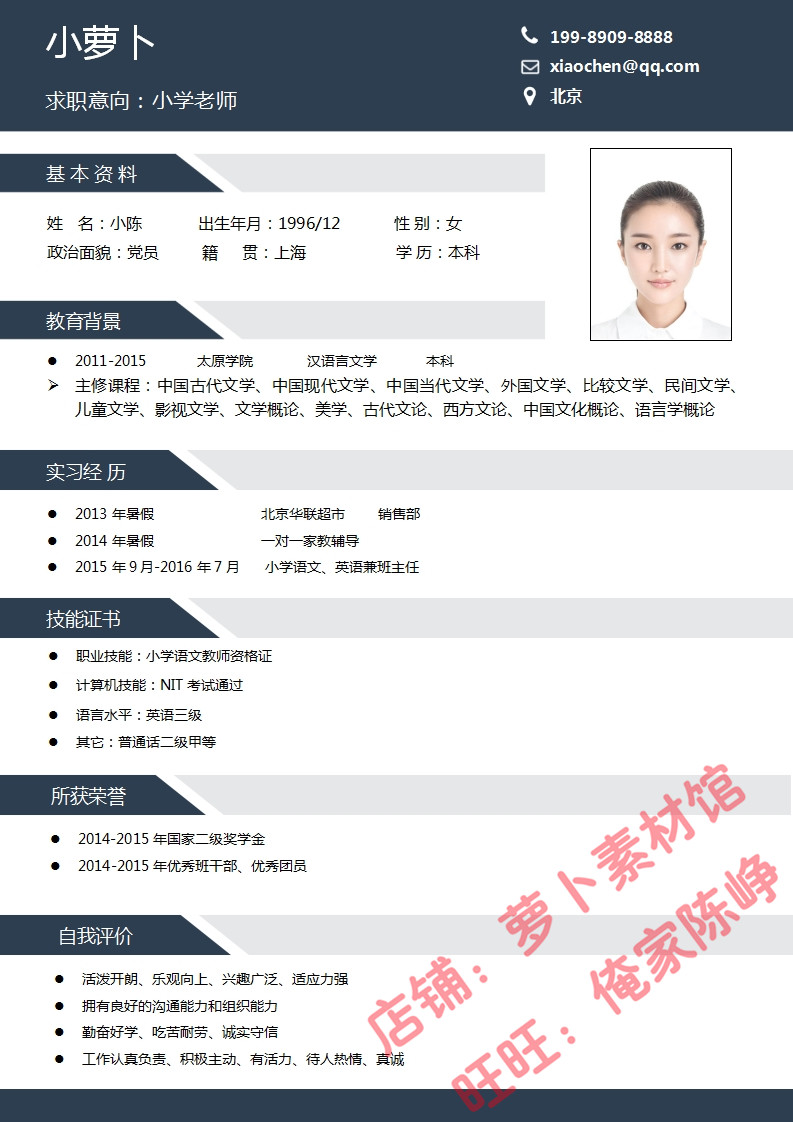 小萝卜
199-8909-8888
xiaochen@qq.com
求职意向：小学老师
北京
基 本 资 料
姓 名：小陈 出生年月：1996/12 性 别：女
政治面貌：党员 籍 贯：上海 学 历：本科
教育背景
● 2011-2015 太原学院 汉语言文学 本科
➢ 主修课程：中国古代文学、中国现代文学、中国当代文学、外国文学、比较文学、民间文学、
儿童文学、影视文学、文学概论、美学、古代文论、西方文论、中国文化概论、语言学概论
实习经 历
● 2013 年暑假 北京华联超市 销售部
● 2014 年暑假 一对一家教辅导
● 2015 年 9 月-2016 年 7 月 小学语文、英语兼班主任
技能证书
● 职业技能：小学语文教师资格证
● 计算机技能：NIT 考试通过
● 语言水平：英语三级
● 其它：普通话二级甲等
所获荣誉
● 2014-2015 年国家二级奖学金
● 2014-2015 年优秀班干部、优秀团员
自我评价
● 活泼开朗、乐观向上、兴趣广泛、适应力强
● 拥有良好的沟通能力和组织能力
● 勤奋好学、吃苦耐劳、诚实守信
● 工作认真负责、积极主动、有活力、待人热情、真诚
店铺：萝卜素材馆
旺旺：俺家陈峥